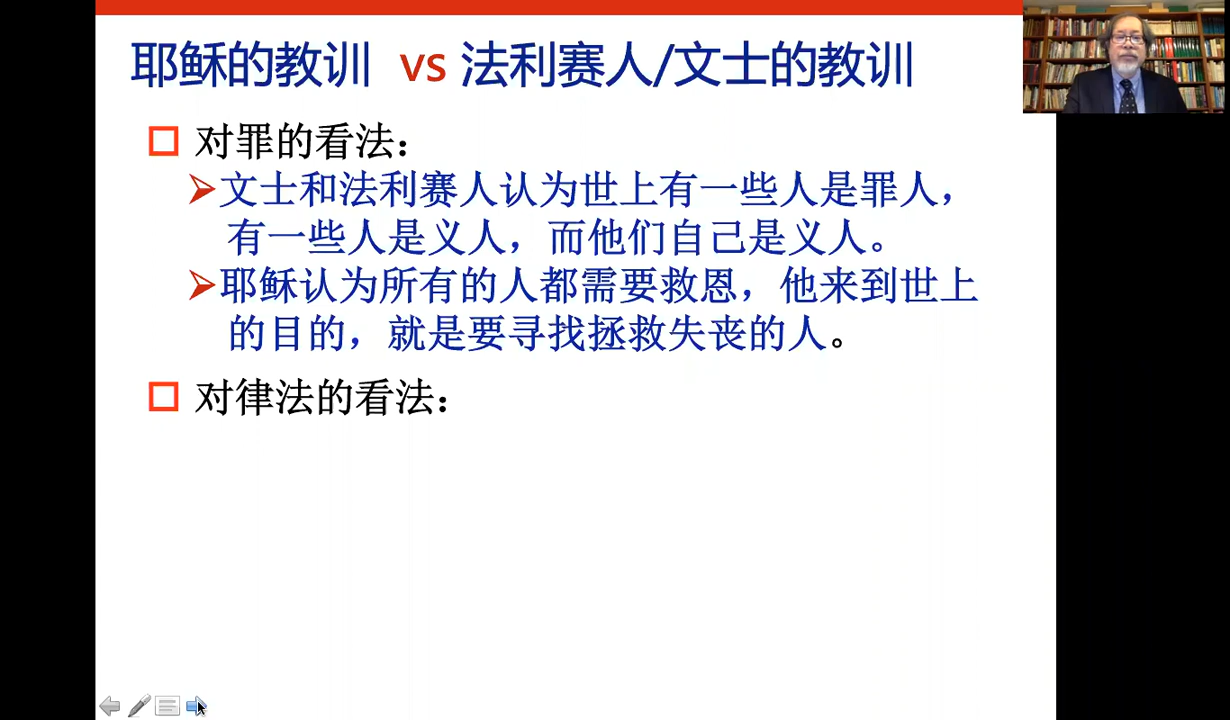 耶稣的教训 vs 法利赛人/文士的教训
对罪的看法：
文士和法利赛人认为世上有一些人是罪人，
有一些人是义人，而他们自己是义人。
耶稣认为所有的人都需要救恩，他来到世上
的目的，就是要寻找拯救失丧的人。
对律法的看法：